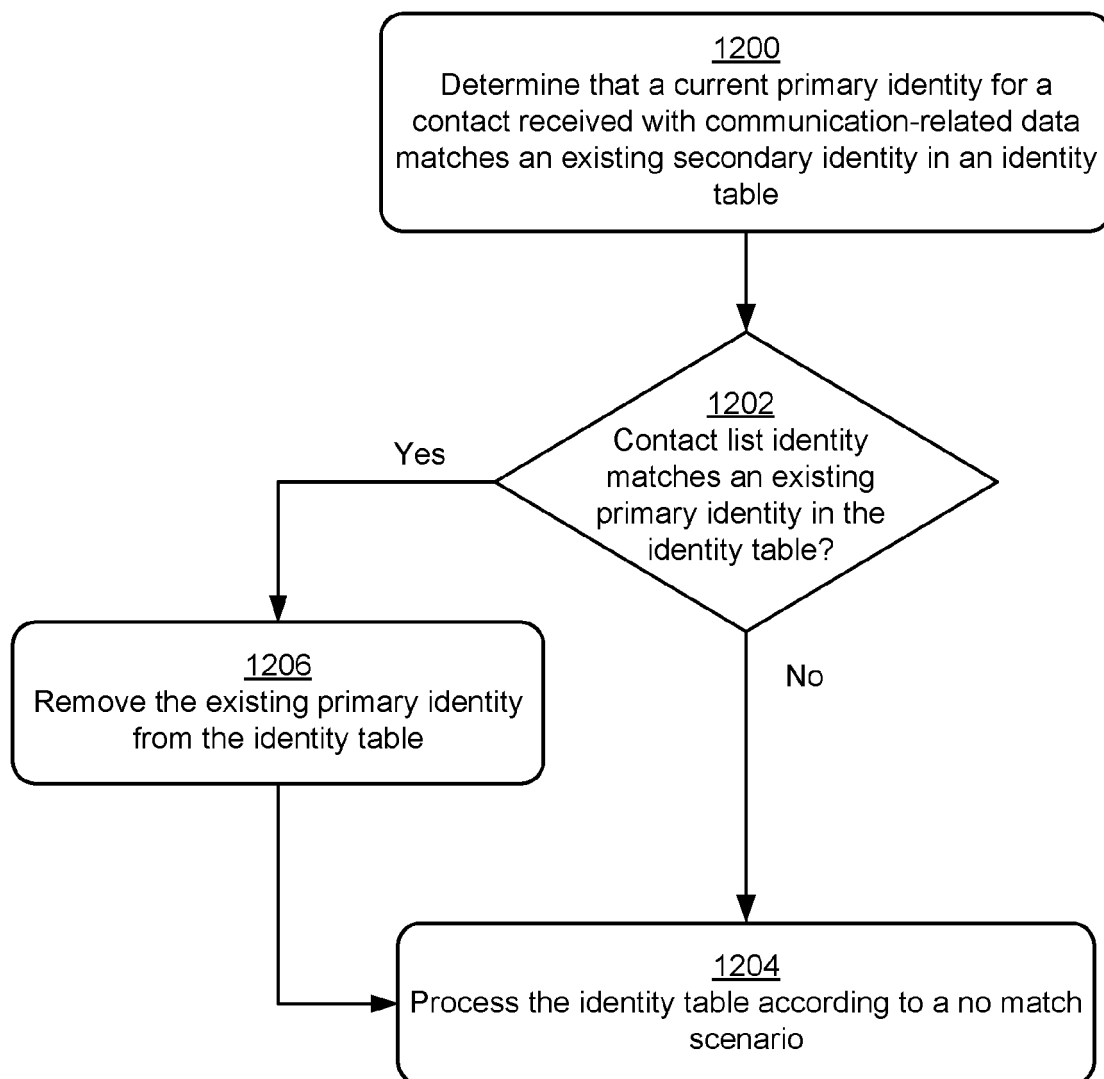 1200
Determine that a current primary identity for a
contact received with communication-related data
matches an existing secondary identity in an identity
table
1202
Contact list identity
matches an existing
primary identity in the
identity table?
Yes
No
1206
Remove the existing primary identity
from the identity table
1204
Process the identity table according to a no match
scenario